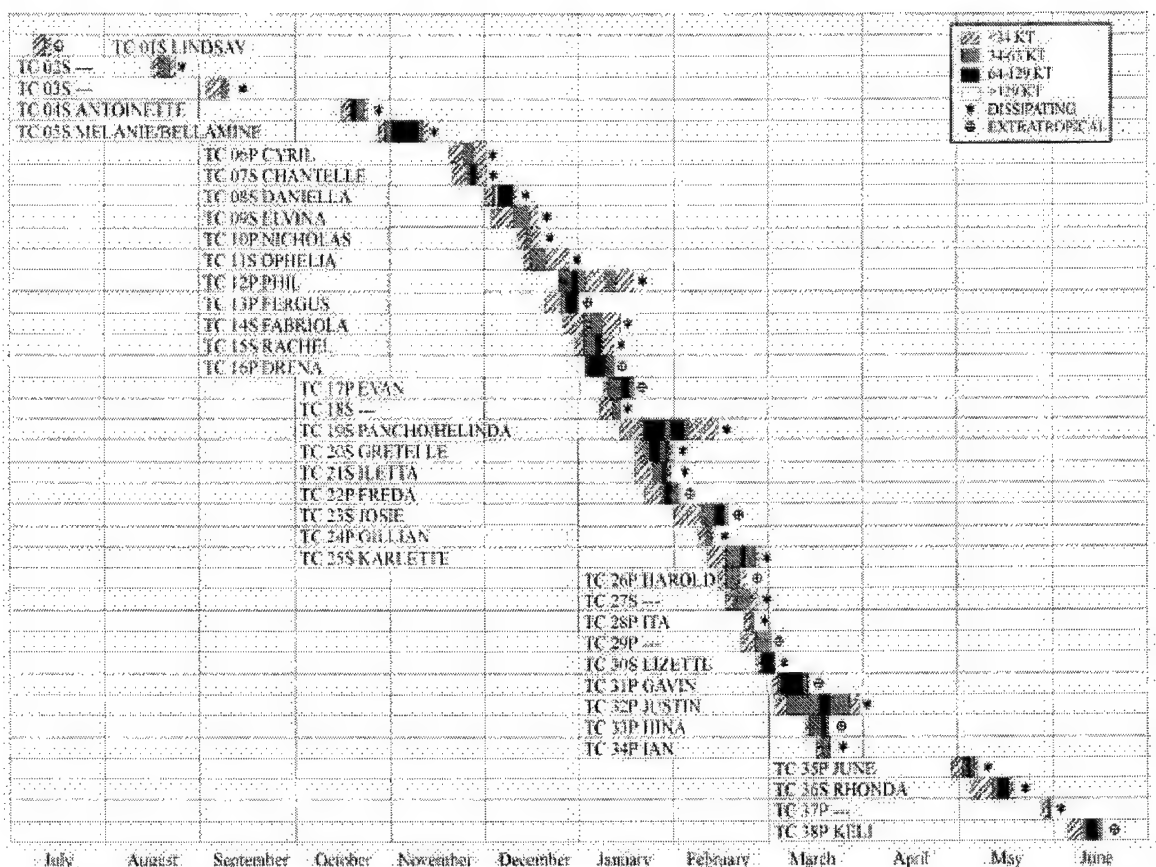 TC 01S LINDSAY
TC 02S ---
TC 03S ---
TC 04S ANTOINETTE
TC 05S MELANIE/BELLAMINE
TC 06P CYRIL
TC 07S CHANTELLE
TC 08S DANIELLA
TC 09S ELVINA
TC 10P NICHOLAS
TC 11S OPHELIA
TC 12P PHIL
TC 13P FERGUS
TC 14S FABRIOLA
TC 15S RACHEL
TC 16P DRENA
TC 17P EVAN
TC 18S ---
TC 19S PANCHO/HELINDA
TC 20S GRETELLE
TC 21S ILETTA
TC 22P FREDA
TC 23S JOSIE
TC 24P GILLIAN
TC 25S KARLETTE
TC 26P HAROLD
TC 27S ---
TC 28P ITA
TC 29P ---
TC 30S LIZETTE
TC 31P GAVIN
TC 32P JUSTIN
TC 33P HINA
TC 34P IAN
TC 35P JUNE
TC 36S RHONDA
TC 37P ---
TC 38P KELI
<34 KT
34-63 KT
64-129 KT
>129 KT
DISSIPATING
EXTRATROPICAL
July August September October November December January February March April May June